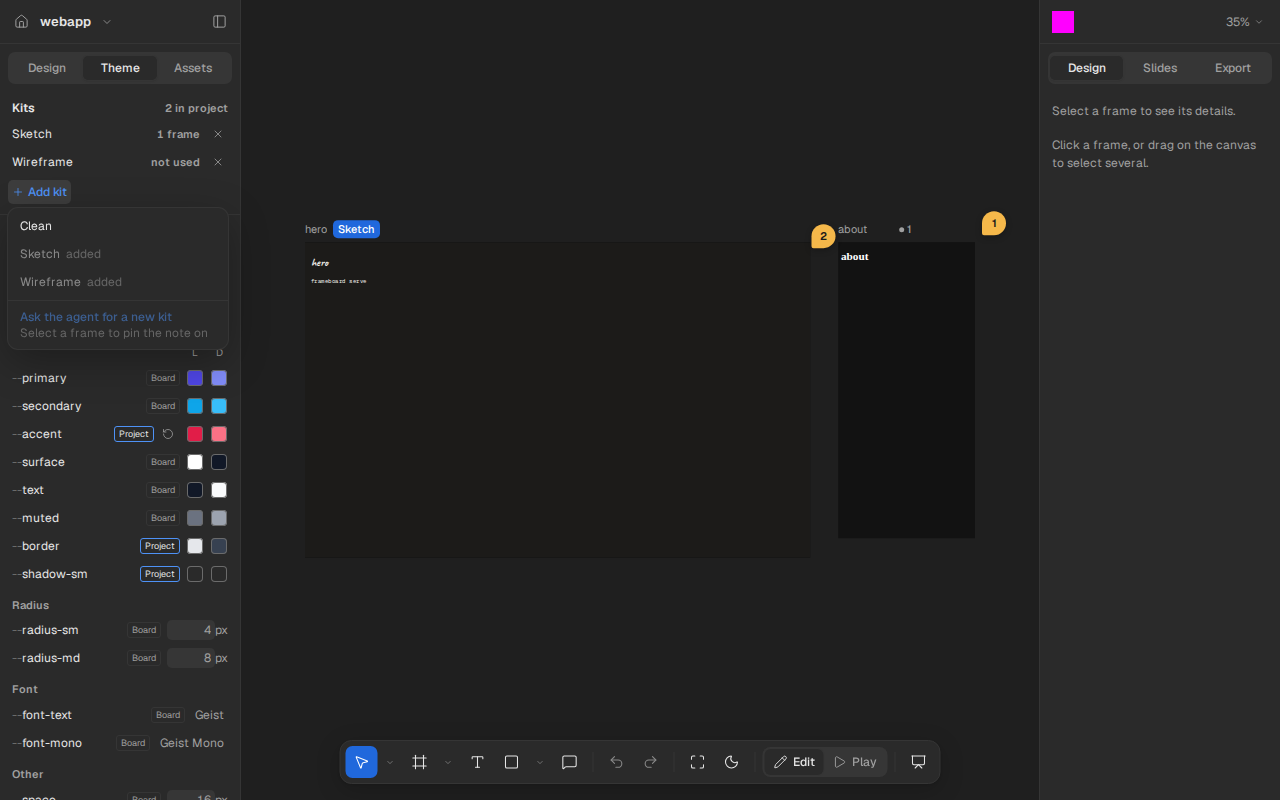 webapp
Design Theme Assets
Kits 2 in project
Sketch 1 frame
Wireframe not used
+ Add kit
Clean
Sketch added
Wireframe added
Ask the agent for a new kit
Select a frame to pin the note on
L D
--primary Board
--secondary Board
--accent Project
--surface Board
--text Board
--muted Board
--border Project
--shadow-sm Project
Radius
--radius-sm Board 4 px
--radius-md Board 8 px
Font
--font-text Board Geist
--font-mono Board Geist Mono
Other
--space Board 16 px
hero Sketch
hero
frameboard serve
2
about 1
1
about
Edit Play
35%
Design Slides Export
Select a frame to see its details.
Click a frame, or drag on the canvas
to select several.